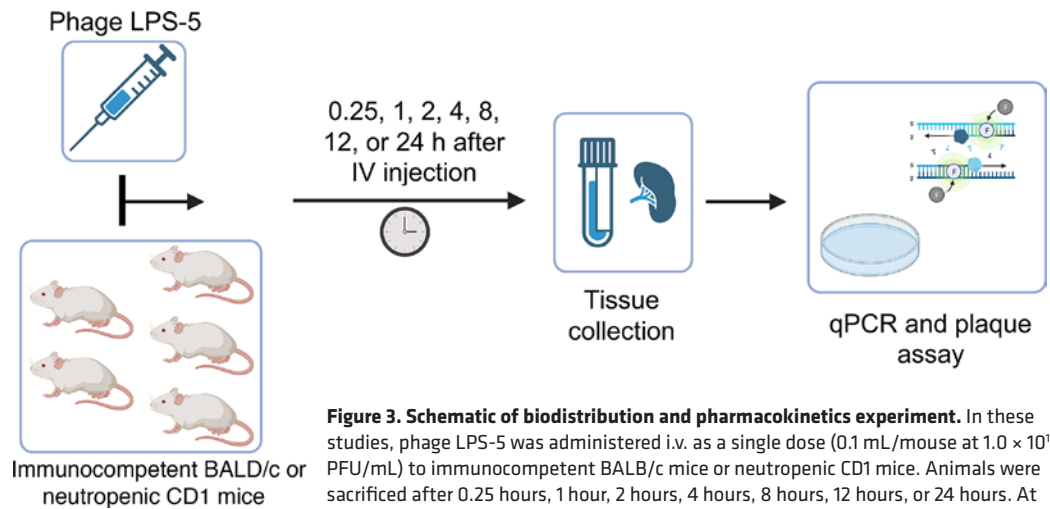 Phage LPS-5
0.25, 1, 2, 4, 8,
12, or 24 h after
IV injection
Tissue
collection
qPCR and plaque
assay
Immunocompetent BALD/c or
neutropenic CD1 mice
Figure 3. Schematic of biodistribution and pharmacokinetics experiment. In these
studies, phage LPS-5 was administered i.v. as a single dose (0.1 mL/mouse at 1.0 × 10
PFU/mL) to immunocompetent BALB/c mice or neutropenic CD1 mice. Animals were
sacrificed after 0.25 hours, 1 hour, 2 hours, 4 hours, 8 hours, 12 hours, or 24 hours. At